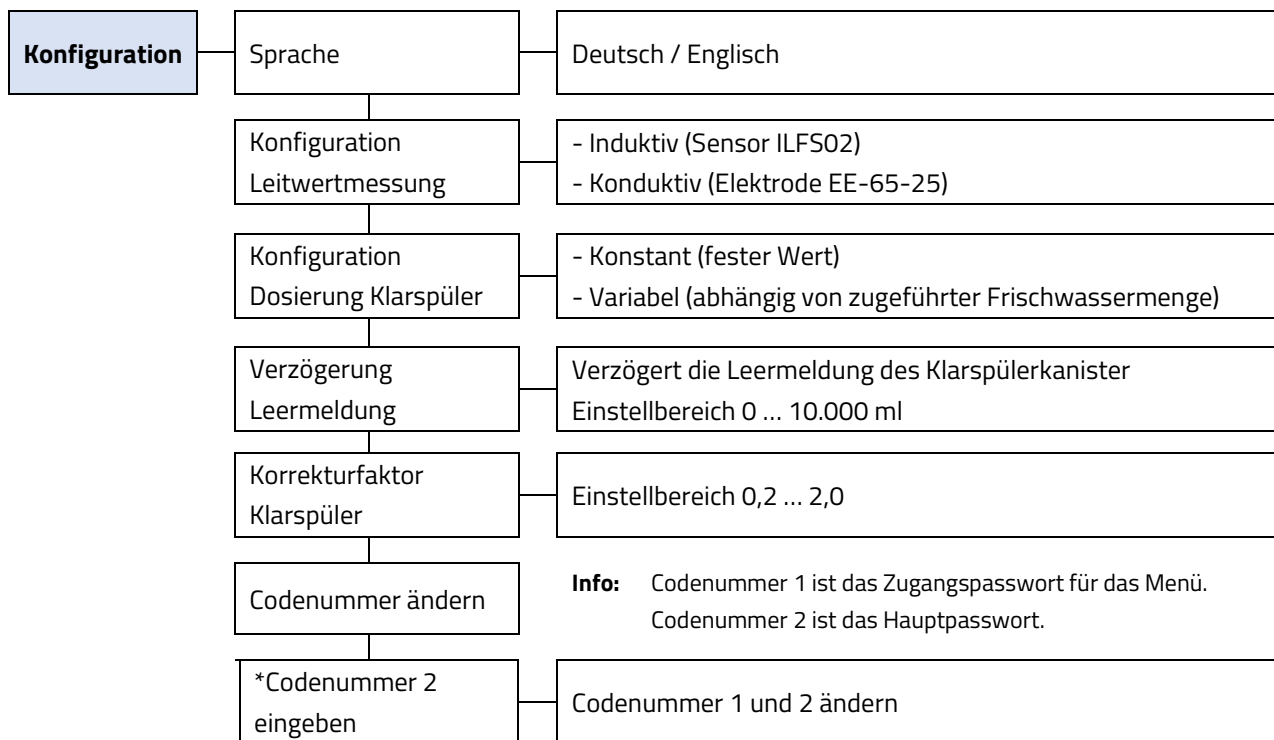 Konfiguration
Sprache
Deutsch / Englisch
Konfiguration
Leitwertmessung
- Induktiv (Sensor ILFS02)
- Konduktiv (Elektrode EE-65-25)
Konfiguration
Dosierung Klarspüler
- Konstant (fester Wert)
- Variabel (abhängig von zugeführter Frischwassermenge)
Verzögerung
Leermeldung
Verzögert die Leermeldung des Klarspülerkanister
Einstellbereich 0 ... 10.000 ml
Korrekturfaktor
Klarspüler
Einstellbereich 0,2 ... 2,0
Codenummer ändern
Info: Codenummer 1 ist das Zugangspasswort für das Menü.
Codenummer 2 ist das Hauptpasswort.
*Codenummer 2
eingeben
Codenummer 1 und 2 ändern